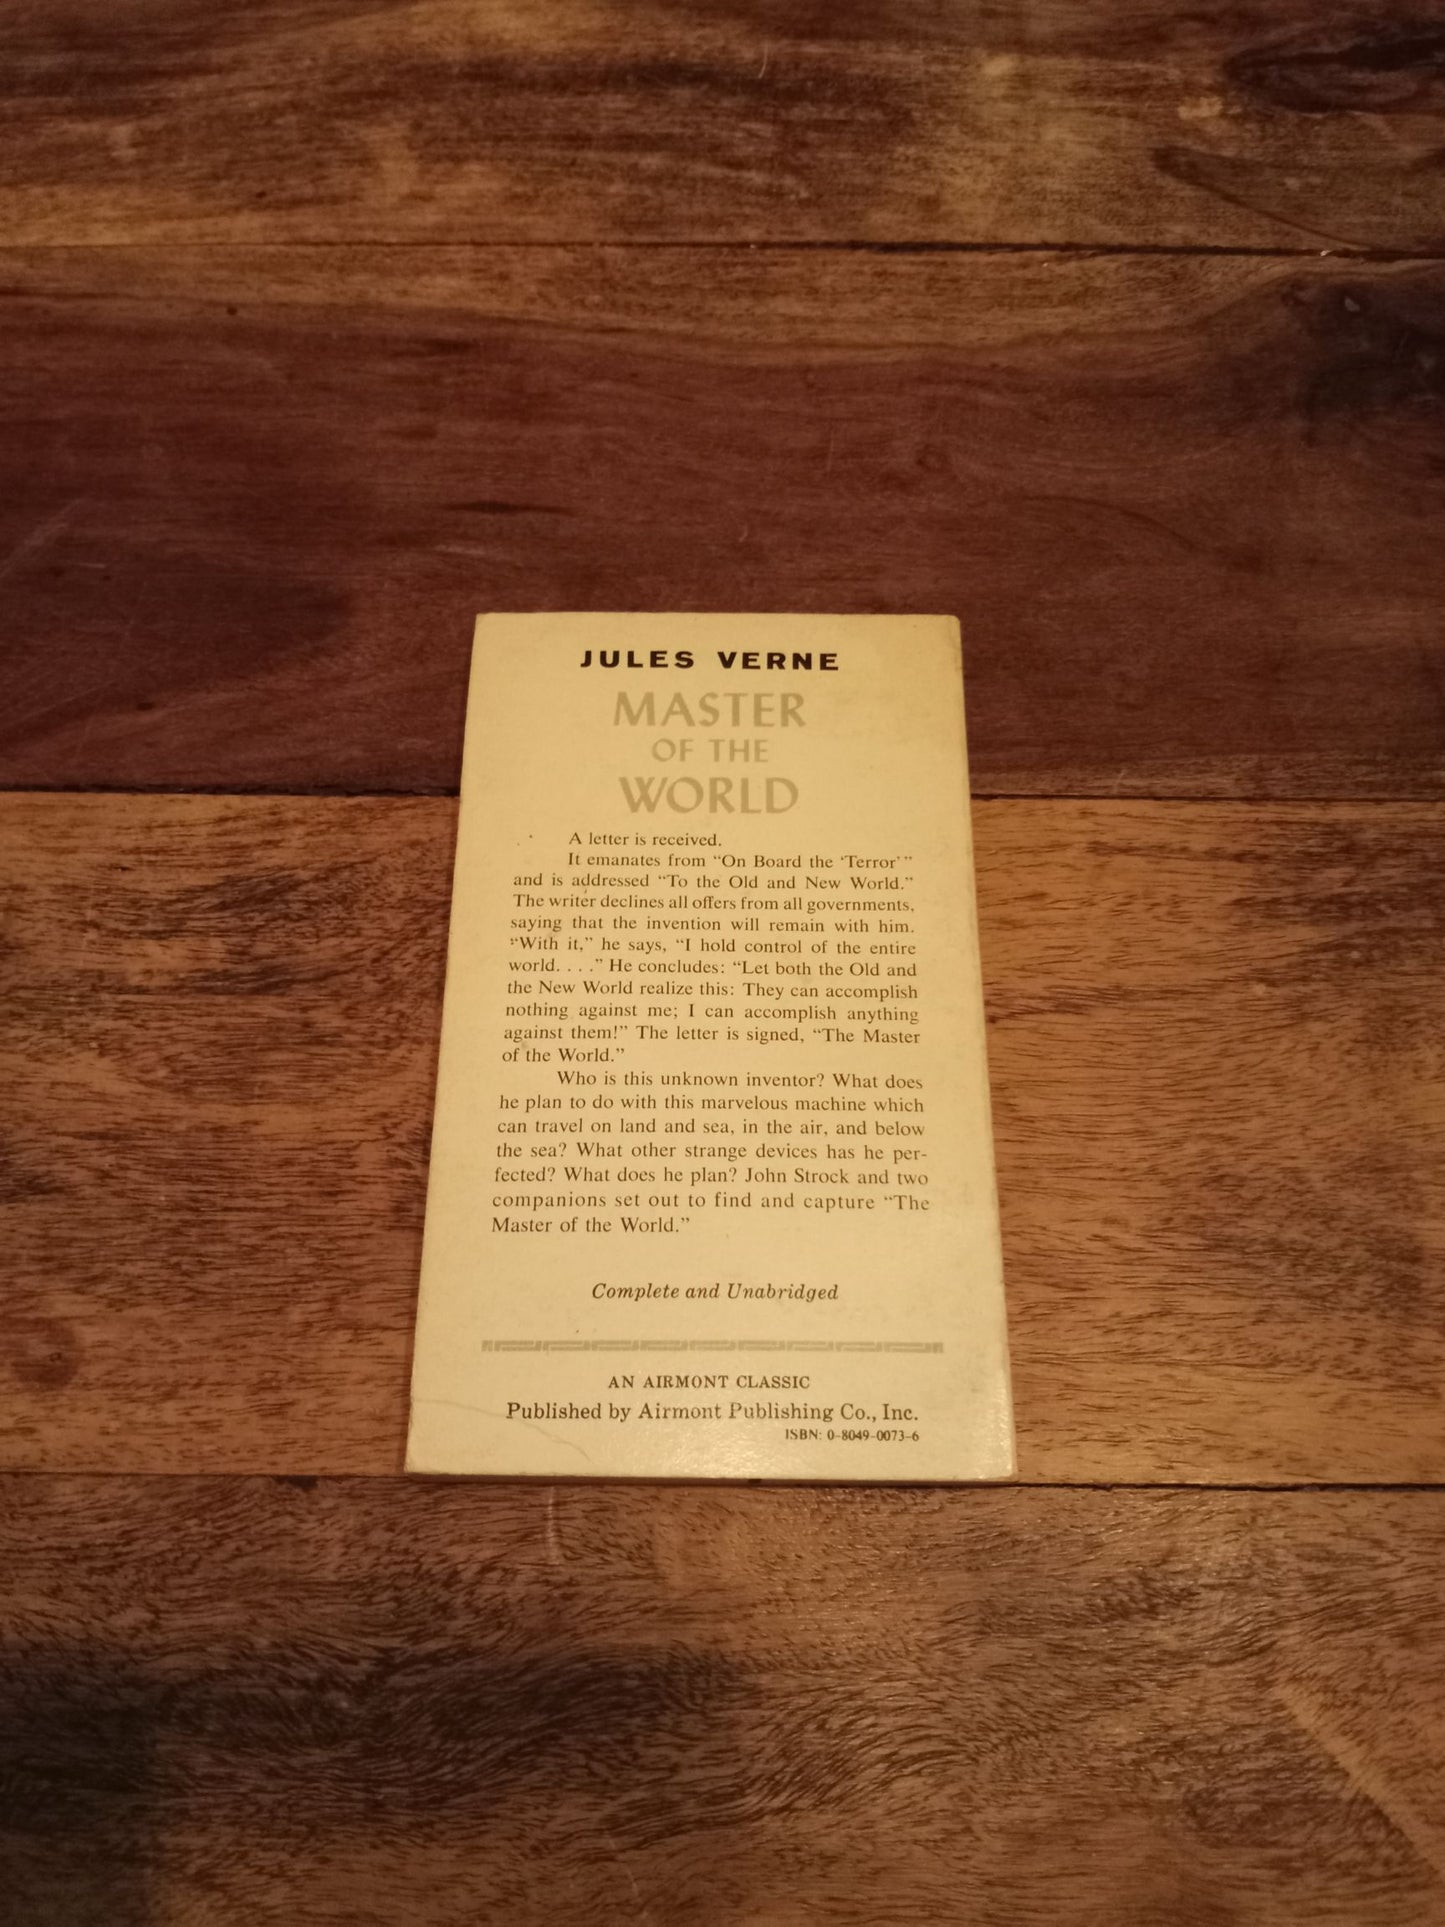 JULES VERNE
MASTER
OF THE
WORLD
A letter is received.
It emanates from “On Board the ‘Terror’”
and is addressed “To the Old and New World.”
The writer declines all offers from all governments,
saying that the invention will remain with him.
“With it,” he says, “I hold control of the entire
world. . . .” He concludes: “Let both the Old and
the New World realize this: They can accomplish
nothing against me; I can accomplish anything
against them!” The letter is signed, “The Master
of the World.”
Who is this unknown inventor? What does
he plan to do with this marvelous machine which
can travel on land and sea, in the air, and below
the sea? What other strange devices has he per-
fected? What does he plan? John Strock and two
companions set out to find and capture “The
Master of the World.”
Complete and Unabridged
AN AIRMONT CLASSIC
Published by Airmont Publishing Co., Inc.
ISBN: 0-8049-0073-6